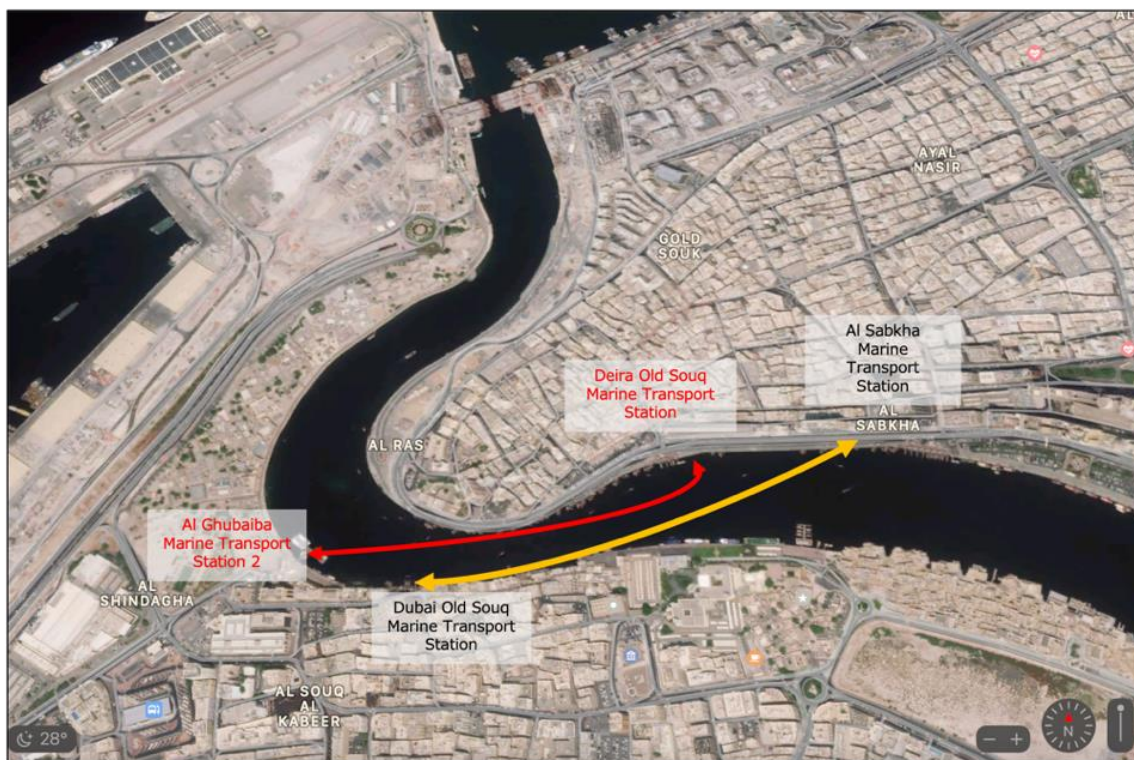 AL
AYAL
NASIR
GOLD
SOUK
Al Sabkha
Marine
Transport
Station
Deira Old Souq
Marine Transport
Station
AL
SABKHA
AL RAS
Al Ghubaiba
Marine Transport
Station 2
AL
SHINDAGHA
Dubai Old Souq
Marine Transport
Station
AL SOUQ
AL
KABEER
28°
N